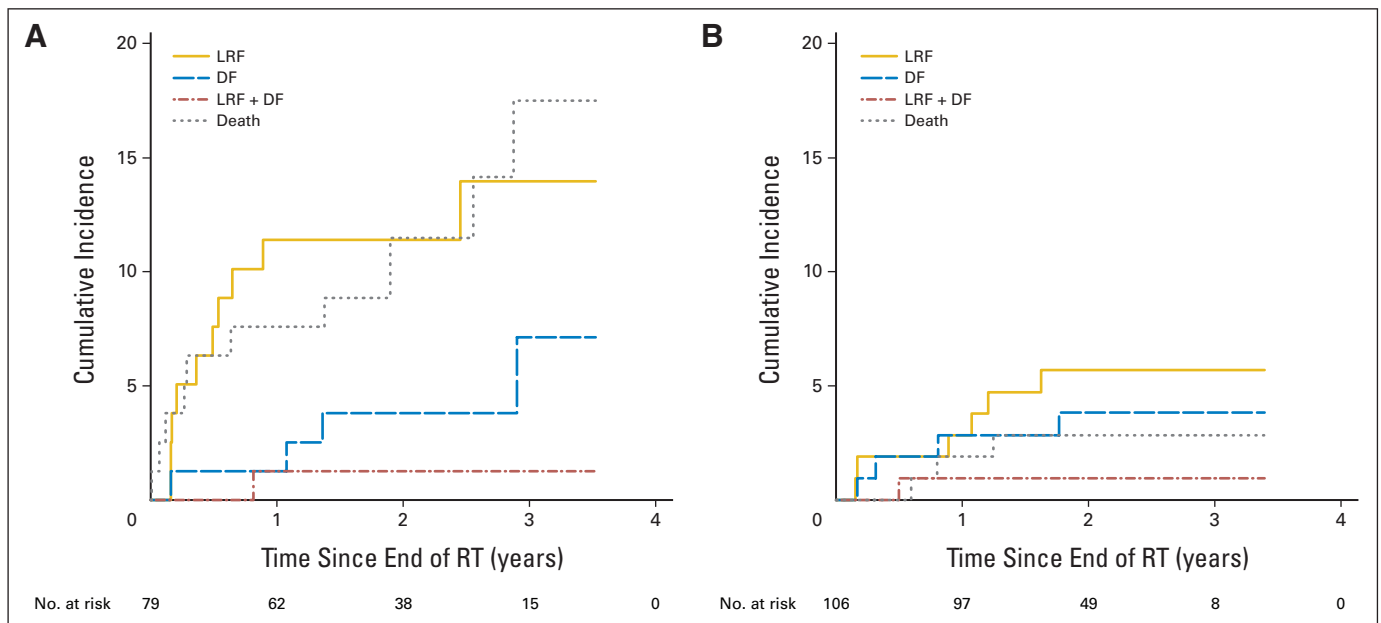 A
20
15
10
5
0
1
2
3
4
LRF
DF
LRF + DF
Death
Cumulative Incidence
Time Since End of RT (years)
No. at risk 79 62 38 15 0
B
20
15
10
5
0
1
2
3
4
LRF
DF
LRF + DF
Death
Cumulative Incidence
Time Since End of RT (years)
No. at risk 106 97 49 8 0